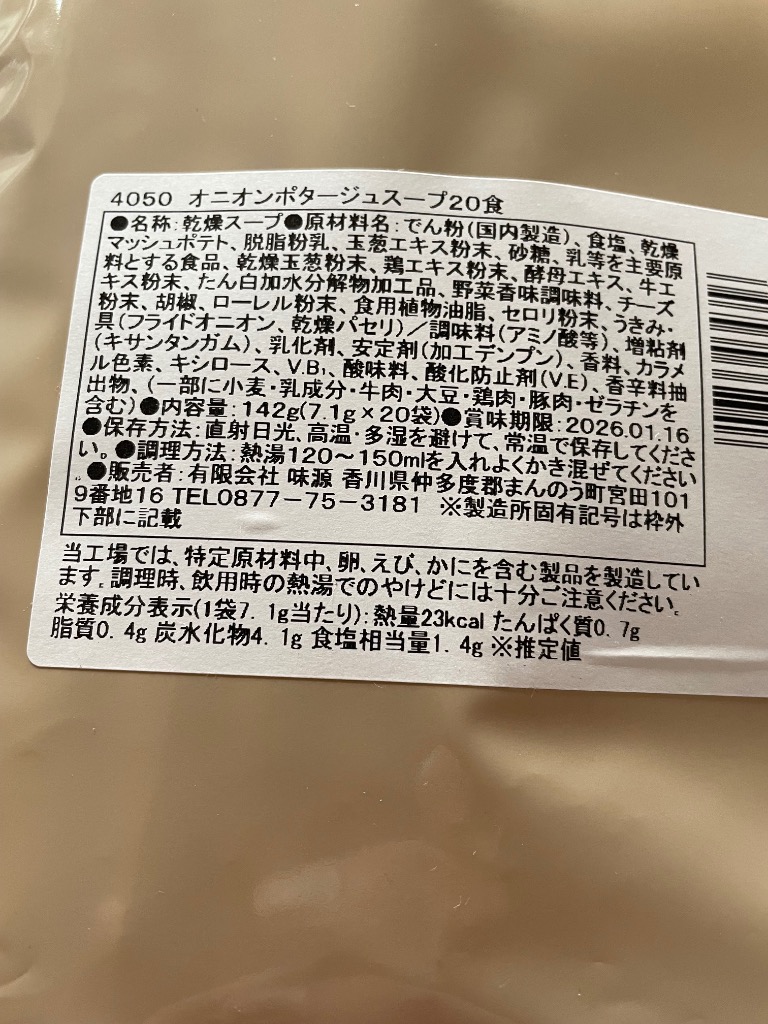 4050 オニオンポタージュスープ20食
●名称:乾燥スープ●原材料名:でん粉(国内製造)、食塩、乾燥
マッシュポテト、脱脂粉乳、玉葱エキス粉末、砂糖、乳等を主要原
料とする食品、乾燥玉葱粉末、鶏エキス粉末、酵母エキス、牛エ
キス粉末、たん白加水分解物加工品、野菜香味調味料、チーズ
粉末、胡椒、ローレル粉末、食用植物油脂、セロリ粉末、うきみ・
具(フライドオニオン、乾燥パセリ)/調味料(アミノ酸等)、増粘剤
(キサンタンガム)、乳化剤、安定剤(加工デンプン)、香料、カラメ
ル色素、キシロース、V.B₁、酸味料、酸化防止剤(V.E)、香辛料抽
出物、(一部に小麦・乳成分・牛肉・大豆・鶏肉・豚肉・ゼラチンを
含む)●内容量:142g(7.1g×20袋)●賞味期限:2026.01.16
●保存方法:直射日光、高温・多湿を避けて、常温で保存してくださ
い。●調理方法:熱湯120〜150mlを入れよくかき混ぜてください
。●販売者:有限会社 味源 香川県仲多度郡まんのう町宮田101
9番地16 TEL0877-75-3181 ※製造所固有記号は枠外
下部に記載
当工場では、特定原材料中、卵、えび、かにを含む製品を製造してい
ます。調理時、飲用時の熱湯でのやけどには十分ご注意ください。
栄養成分表示(1袋7.1g当たり):熱量23kcal たんぱく質0.7g
脂質0.4g 炭水化物4.1g 食塩相当量1.4g ※推定値